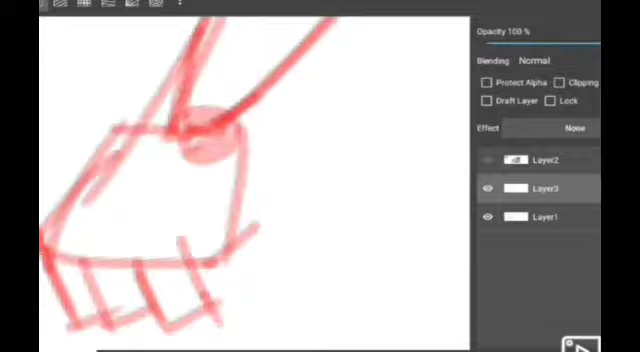 Opacity 100 %
Blending Normal
Protect Alpha Clipping
Draft Layer Lock
Effect None
Layer2
Layer3
Layer1